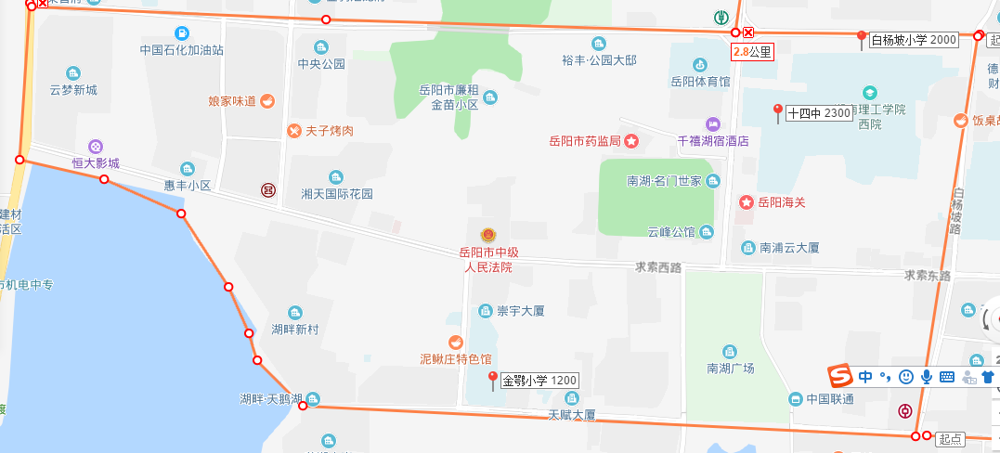 中国石化加油站
中央公园
裕丰·公园大邸
2.8公里
白杨坡小学 2000
云梦新城
岳阳市廉租
金苗小区
岳阳体育馆
娘家味道
十四中 2300
理工学院
西院
夫子烤肉
饭桌
岳阳市药监局
千禧湖宿酒店
恒大影城
惠丰小区
湘天国际花园
南湖·名门世家
岳阳海关
白杨坡路
建材
活区
云峰公馆
岳阳市中级
人民法院
南浦云大厦
求索西路
求索东路
市机电中专
崇宇大厦
湖畔新村
泥鳅庄特色馆
南湖广场
中
金鹗小学 1200
湖畔·天鹅湖
天赋大厦
中国联通
起点